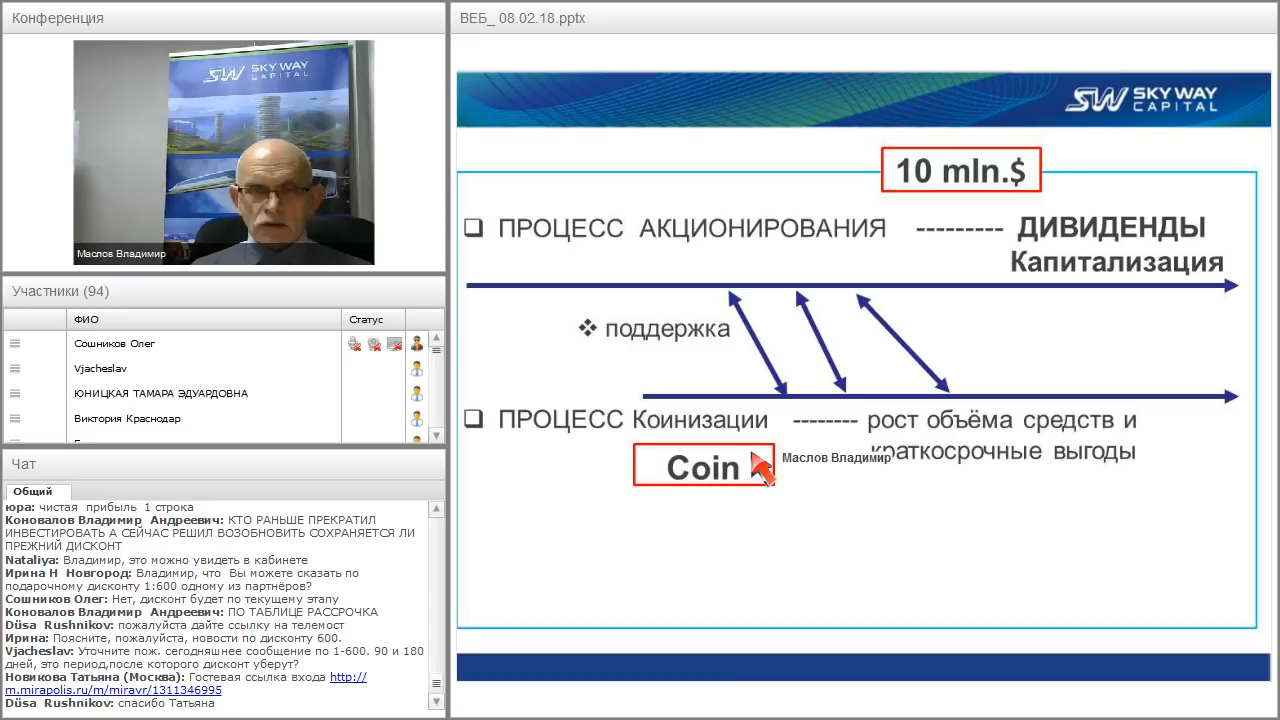 Конференция
SW SKY WAY
CAPITAL
Маслов Владимир
Участники (94)
ФИО
Статус
Сошников Олег
Vjacheslav
ЮНИЦКАЯ ТАМАРА ЭДУАРДОВНА
Виктория Краснодар
Чат
Общий
юра: чистая прибыль 1 строка
Коновалов Владимир Андреевич: КТО РАНЬШЕ ПРЕКРАТИЛ
ИНВЕСТИРОВАТЬ А СЕЙЧАС РЕШИЛ ВОЗОБНОВИТЬ СОХРАНЯЕТСЯ ЛИ
ПРЕЖНИЙ ДИСКОНТ
Nataliya: Владимир, это можно увидеть в кабинете
Ирина Н Новгород: Владимир, что Вы можете сказать по
подарочному дисконту 1:600 одному из партнёров?
Сошников Олег: Нет, дисконт будет по текущему этапу
Коновалов Владимир Андреевич: ПО ТАБЛИЦЕ РАССРОЧКА
Düsa Rushnikov: пожалуйста дайте ссылку на телемост
Ирина: Поясните, пожалуйста, новости по дисконту 600.
Vjacheslav: Уточните пож. сегодняшнее сообщение по 1-600. 90 и 180
дней, это период,после которого дисконт уберут?
Новикова Татьяна (Москва): Гостевая ссылка входа http://
m.mirapolis.ru/m/miravr/1311346995
Düsa Rushnikov: спасибо Татьяна
ВЕБ_ 08.02.18.pptx
SW SKY WAY
CAPITAL
10 mln.$
ПРОЦЕСС АКЦИОНИРОВАНИЯ --------- ДИВИДЕНДЫ
Капитализация
поддержка
ПРОЦЕСС Коинизации -------- рост объёма средств и
краткосрочные выгоды
Coin
Маслов Владимир